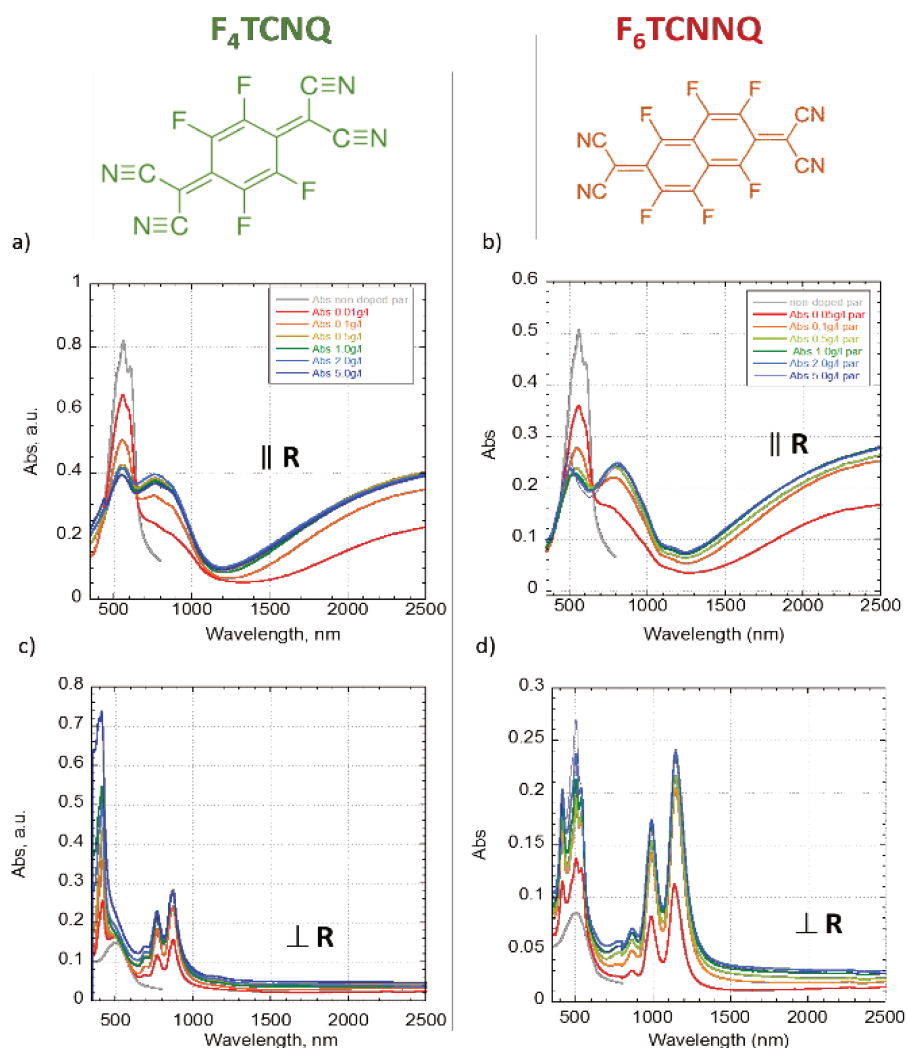 F₄TCNQ
F₆TCNNQ
F
F
C≡N
C≡N
N≡C
N≡C
F
F
F
F
F
CN
CN
NC
NC
F
F
F
a)
b)
Abs. a.u.
1
0.8
0.6
0.4
0.2
0
500
1000
1500
2000
2500
Wavelength, nm
Abs non doped par
Abs 0.01g/l
Abs 0.1g/l
Abs 0.5g/l
Abs 1.0g/l
Abs 2.0g/l
Abs 5.0g/l
∥ R
Abs
0.6
0.5
0.4
0.3
0.2
0.1
0
500
1000
1500
2000
2500
Wavelength (nm)
non doped par
Abs 0.05g/l par
Abs 0.1g/l par
Abs 0.5g/l par
Abs 1.0g/l par
Abs 2.0g/l par
Abs 5.0g/l par
∥ R
c)
d)
Abs, a.u.
0.8
0.7
0.6
0.5
0.4
0.3
0.2
0.1
0
500
1000
1500
2000
2500
Wavelength, nm
⊥ R
Abs
0.3
0.25
0.2
0.15
0.1
0.05
0
500
1000
1500
2000
2500
Wavelength (nm)
⊥ R